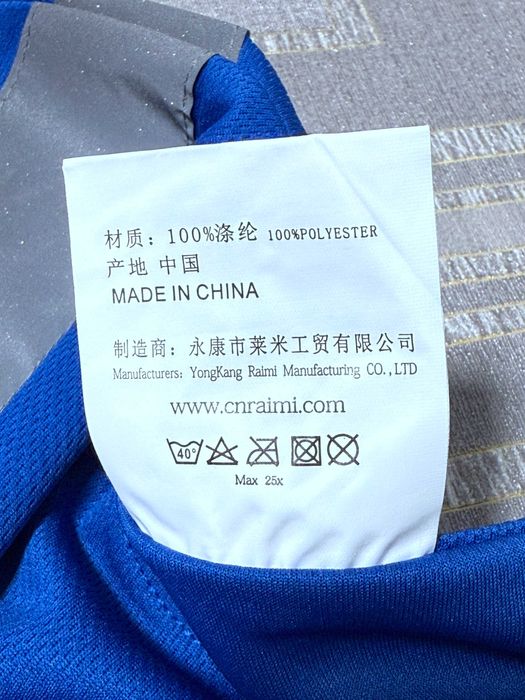 材质：100%涤纶 100%POLYESTER
产地 中国
MADE IN CHINA
制造商：永康市莱米工贸有限公司
Manufacturers: YongKang Raimi Manufacturing CO.,LTD
www.cnraimi.com
40°
Max 25x